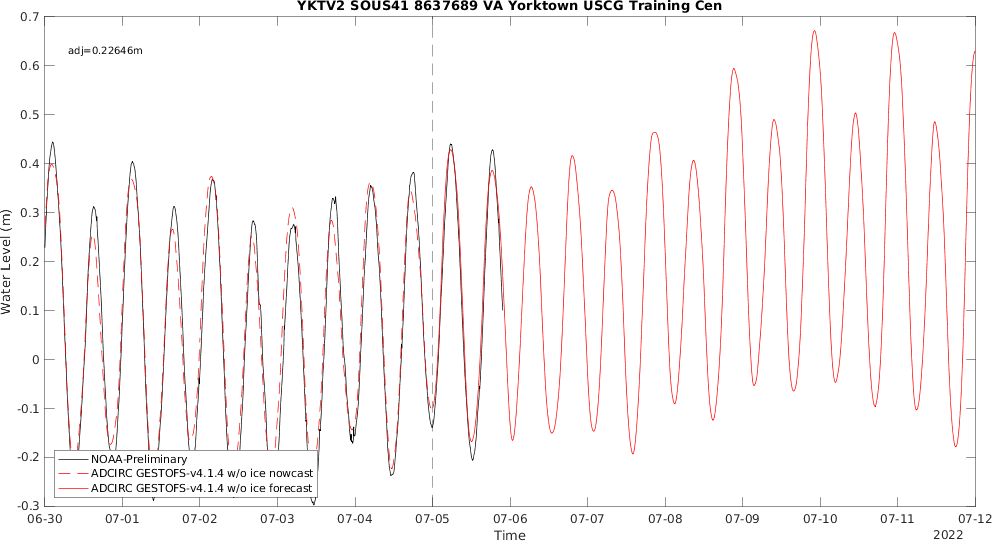 YKTV2 SOUS41 8637689 VA Yorktown USCG Training Cen
adj=0.22646m
0.7
0.6
0.5
0.4
0.3
0.2
0.1
0
-0.1
-0.2
-0.3
Water Level (m)
NOAA-Preliminary
ADCIRC GESTOFS-v4.1.4 w/o ice nowcast
ADCIRC GESTOFS-v4.1.4 w/o ice forecast
06-30 07-01 07-02 07-03 07-04 07-05 07-06 07-07 07-08 07-09 07-10 07-11 07-12
Time
2022